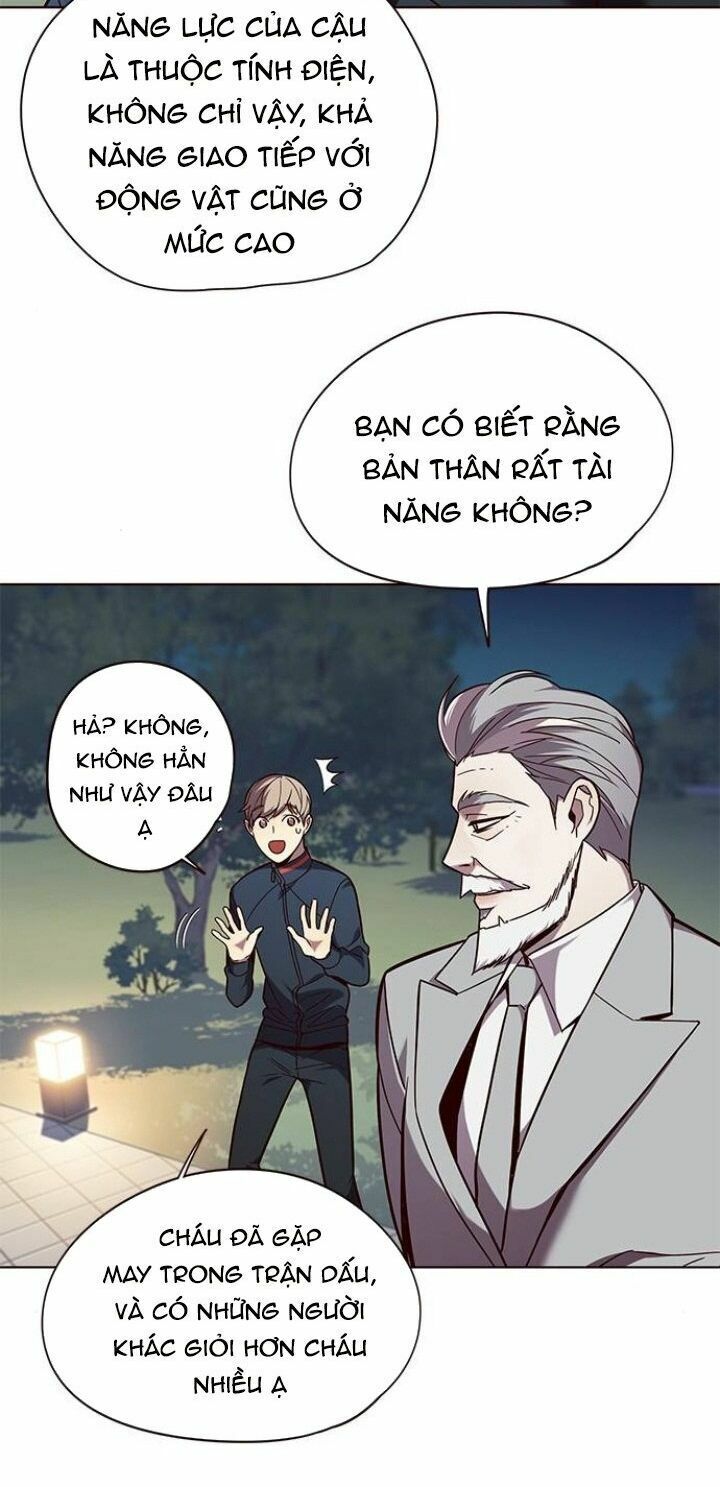 NĂNG LỰC CỦA CẬU
LÀ THUỘC TÍNH ĐIỆN,
KHÔNG CHỈ VẬY, KHẢ
NĂNG GIAO TIẾP VỚI
ĐỘNG VẬT CŨNG Ở
MỨC CAO
BẠN CÓ BIẾT RẰNG
BẢN THÂN RẤT TÀI
NĂNG KHÔNG?
HẢ? KHÔNG,
KHÔNG HẲN
NHƯ VẬY ĐÂU
Ạ
CHÁU ĐÃ GẶP
MAY TRONG TRẬN DẤU,
VÀ CÓ NHỮNG NGƯỜI
KHÁC GIỎI HƠN CHÁU
NHIỀU Ạ